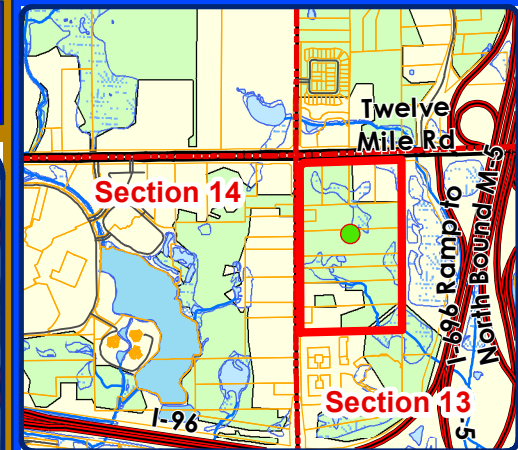 Twelve
Mile Rd
Section 14
I-696 Ramp to
North Bound M-5
Section 13
I-96
-5